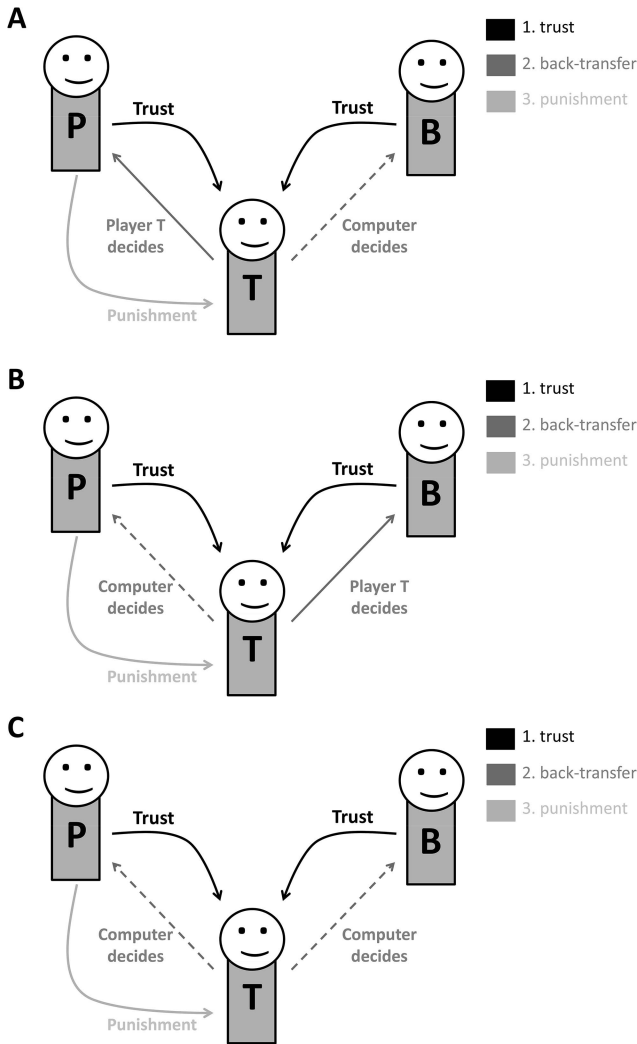 A
1. trust
2. back-transfer
3. punishment
P
Trust
Trust
B
Player T
decides
Computer
decides
T
Punishment
B
1. trust
2. back-transfer
3. punishment
P
Trust
Trust
B
Computer
decides
Player T
decides
T
Punishment
C
1. trust
2. back-transfer
3. punishment
P
Trust
Trust
B
Computer
decides
Computer
decides
T
Punishment